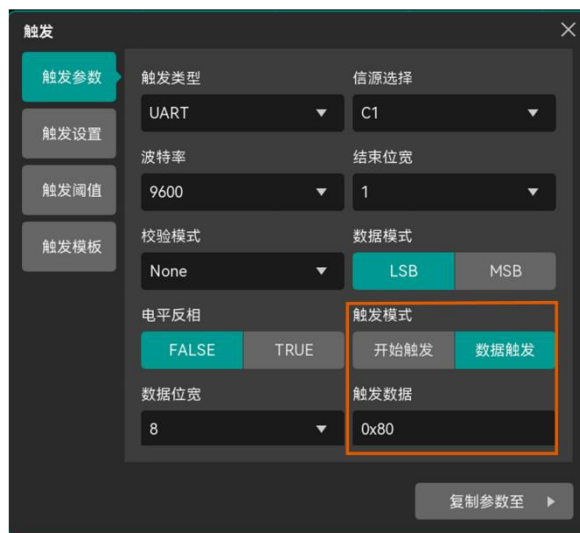 触发
触发参数
触发设置
触发阈值
触发模板
触发类型
信源选择
UART
C1
波特率
结束位宽
9600
1
校验模式
数据模式
None
LSB
MSB
电平反相
触发模式
FALSE
TRUE
开始触发
数据触发
数据位宽
触发数据
8
0x80
复制参数至